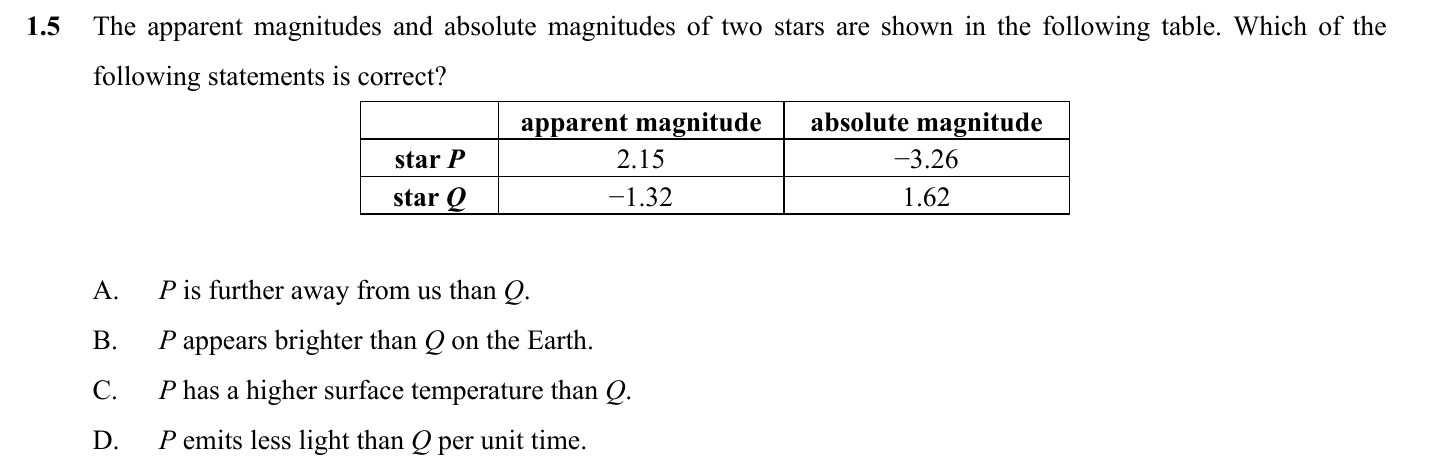 1.5 The apparent magnitudes and absolute magnitudes of two stars are shown in the following table. Which of the
following statements is correct?
apparent magnitude absolute magnitude
star P 2.15 −3.26
star Q −1.32 1.62
A. P is further away from us than Q.
B. P appears brighter than Q on the Earth.
C. P has a higher surface temperature than Q.
D. P emits less light than Q per unit time.